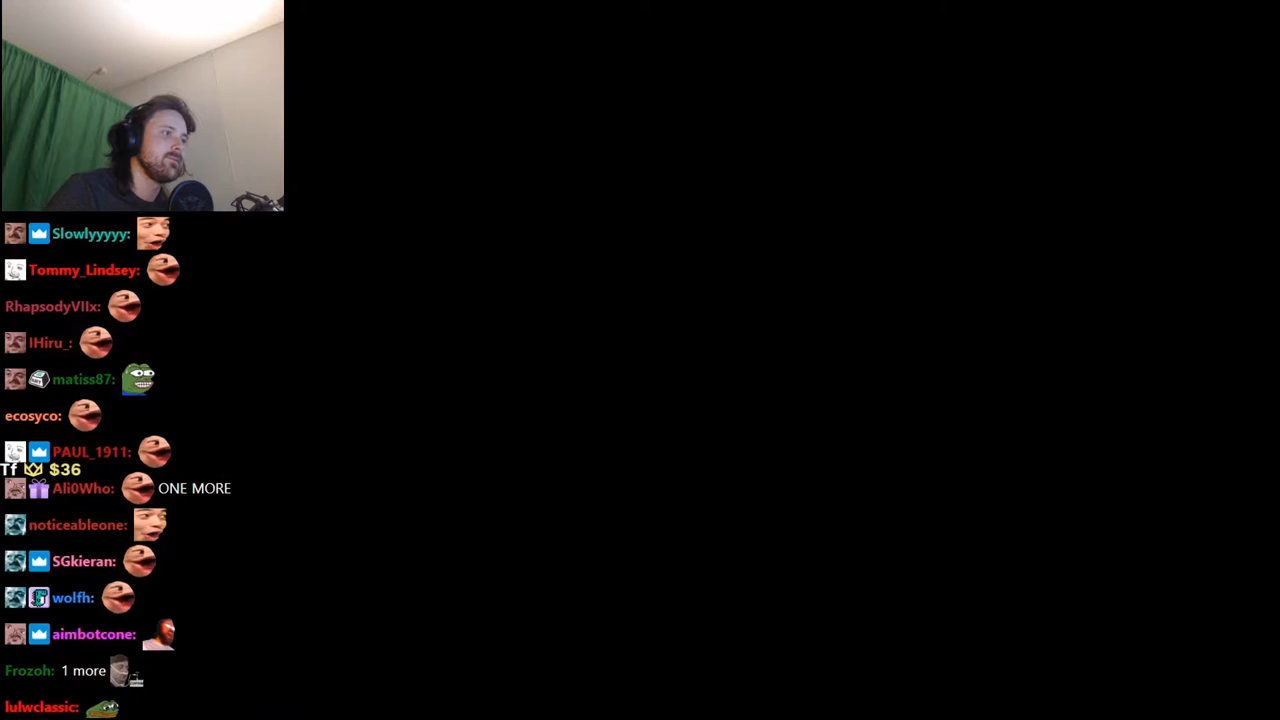 Slowlyyyyy:
Tommy_Lindsey:
RhapsodyVIIx:
IHiru_:
matiss87:
ecosyco:
PAUL_1911:
Tf $36
Ali0Who: ONE MORE
noticeableone:
SGkieran:
wolfh:
aimbotcone:
Frozoh: 1 more
lulwclassic: